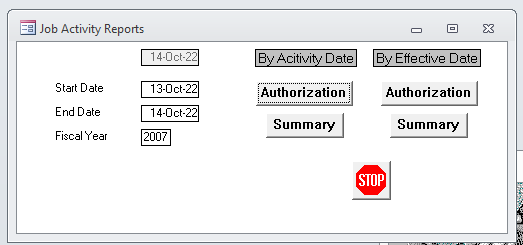 Job Activity Reports
14-Oct-22 By Acitivity Date By Effective Date
Start Date 13-Oct-22 Authorization Authorization
End Date 14-Oct-22 Summary Summary
Fiscal Year 2007
STOP